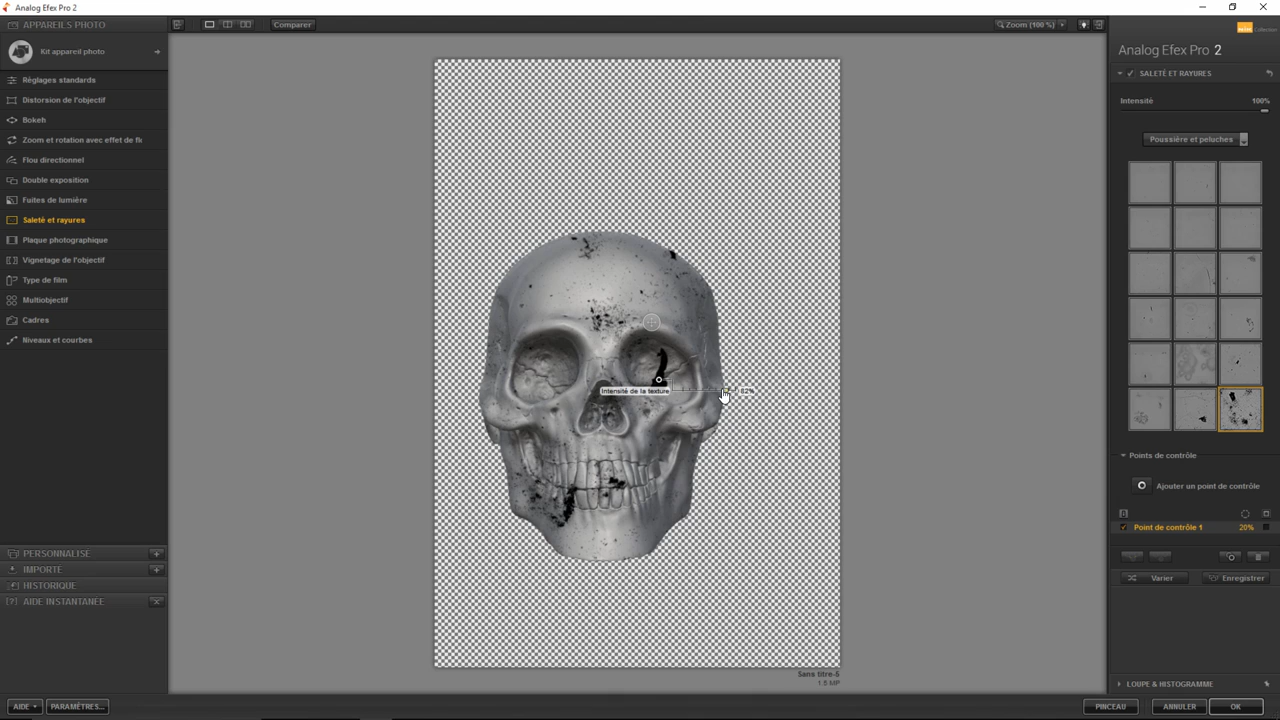 Analog Efex Pro 2
APPAREILS PHOTO
Comparer
Zoom (100 %)
Kit appareil photo
Réglages standards
Distorsion de l'objectif
Bokeh
Zoom et rotation avec effet de fl
Flou directionnel
Double exposition
Fuites de lumière
Saleté et rayures
Plaque photographique
Vignetage de l'objectif
Type de film
Multiobjectif
Cadres
Niveaux et courbes
PERSONNALISÉ
IMPORTÉ
HISTORIQUE
AIDE INSTANTANÉE
AIDE
PARAMÈTRES...
Intensité de la texture
82%
Sans titre-5
1.5 MP
Collection
Analog Efex Pro 2
SALETÉ ET RAYURES
Intensité 100%
Poussière et peluches
Points de contrôle
Ajouter un point de contrôle
Point de contrôle 1 20%
Varier
Enregistrer
LOUPE & HISTOGRAMME
PINCEAU
ANNULER
OK